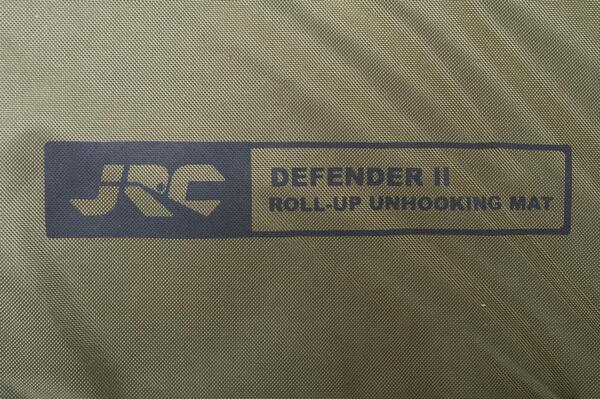 JRC
DEFENDER II
ROLL-UP UNHOOKING MAT